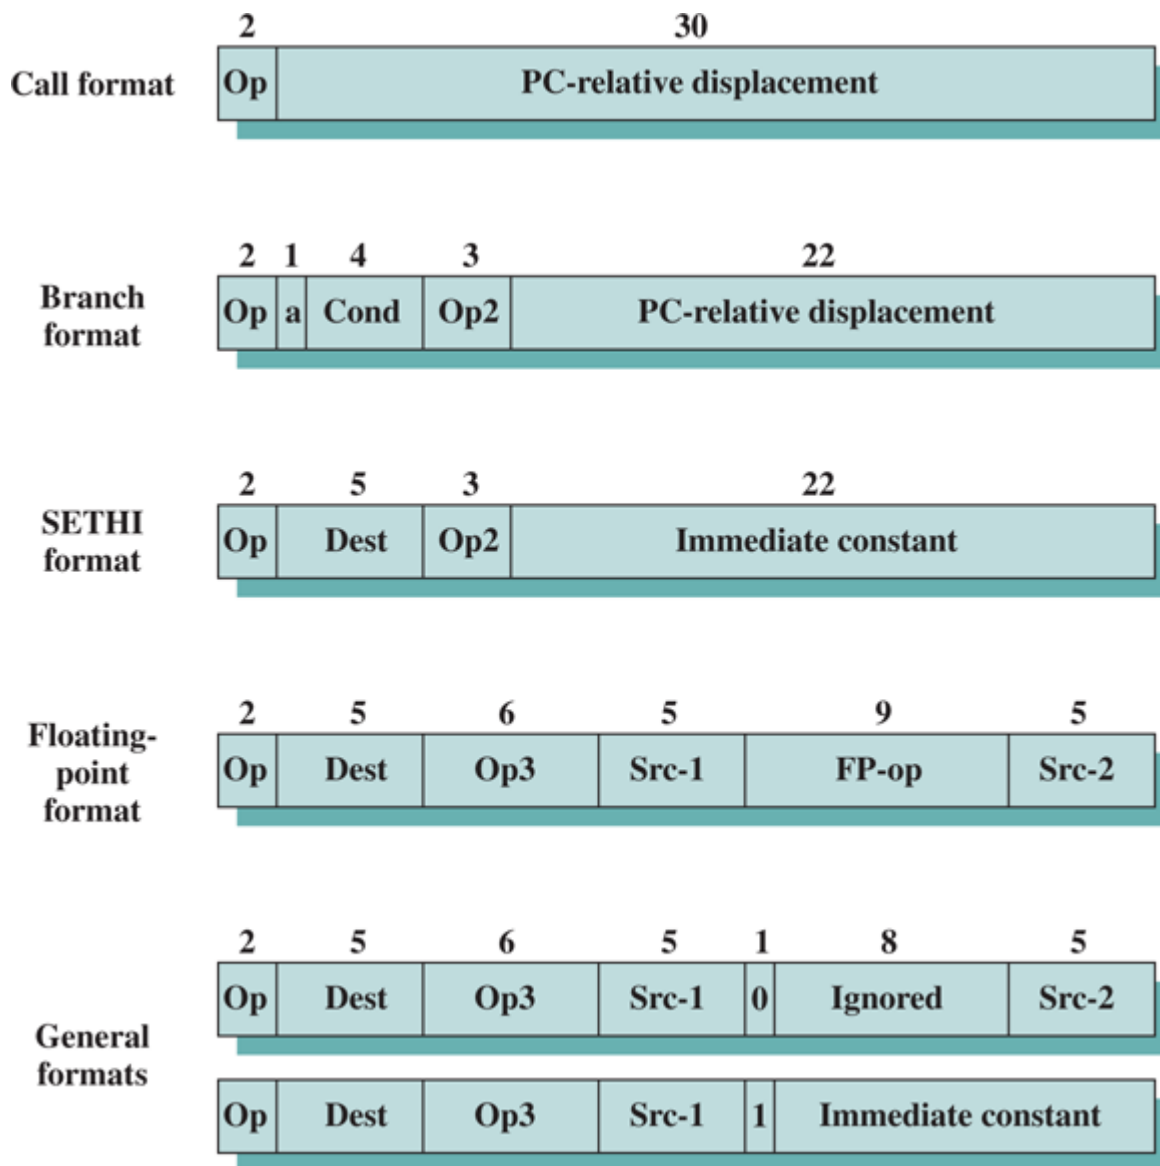 2 30
Call format Op PC-relative displacement
2 1 4 3 22
Branch
format
Op a Cond Op2 PC-relative displacement
2 5 3 22
SETHI
format
Op Dest Op2 Immediate constant
2 5 6 5 9 5
Floating-
point
format
Op Dest Op3 Src-1 FP-op Src-2
2 5 6 5 1 8 5
Op Dest Op3 Src-1 0 Ignored Src-2
General
formats
Op Dest Op3 Src-1 1 Immediate constant